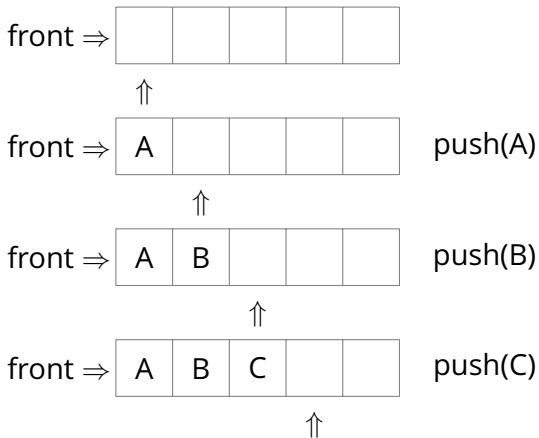 front ⇒
⇑
front ⇒ A push(A)
⇑
front ⇒ A B push(B)
⇑
front ⇒ A B C push(C)
⇑